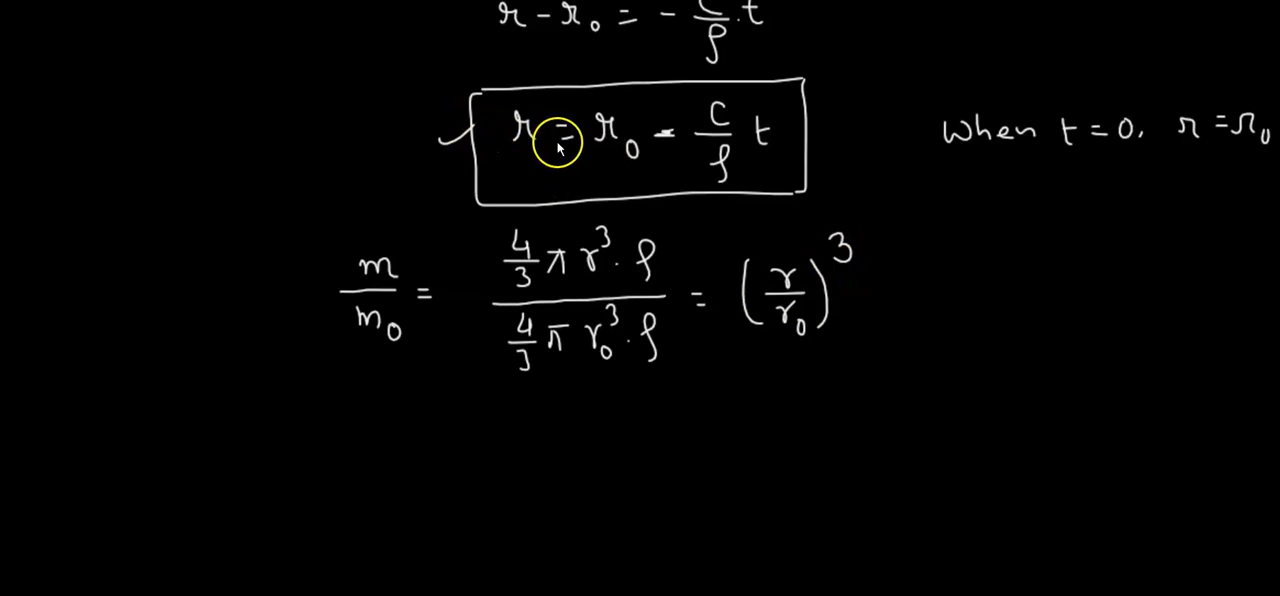 r - r₀ = - C/ρ . t
r = r₀ - C/ρ t When t = 0, r = r₀
m/m₀ = (4/3 π r³ . ρ)/(4/3 π r₀³ . ρ) = (r/r₀)³